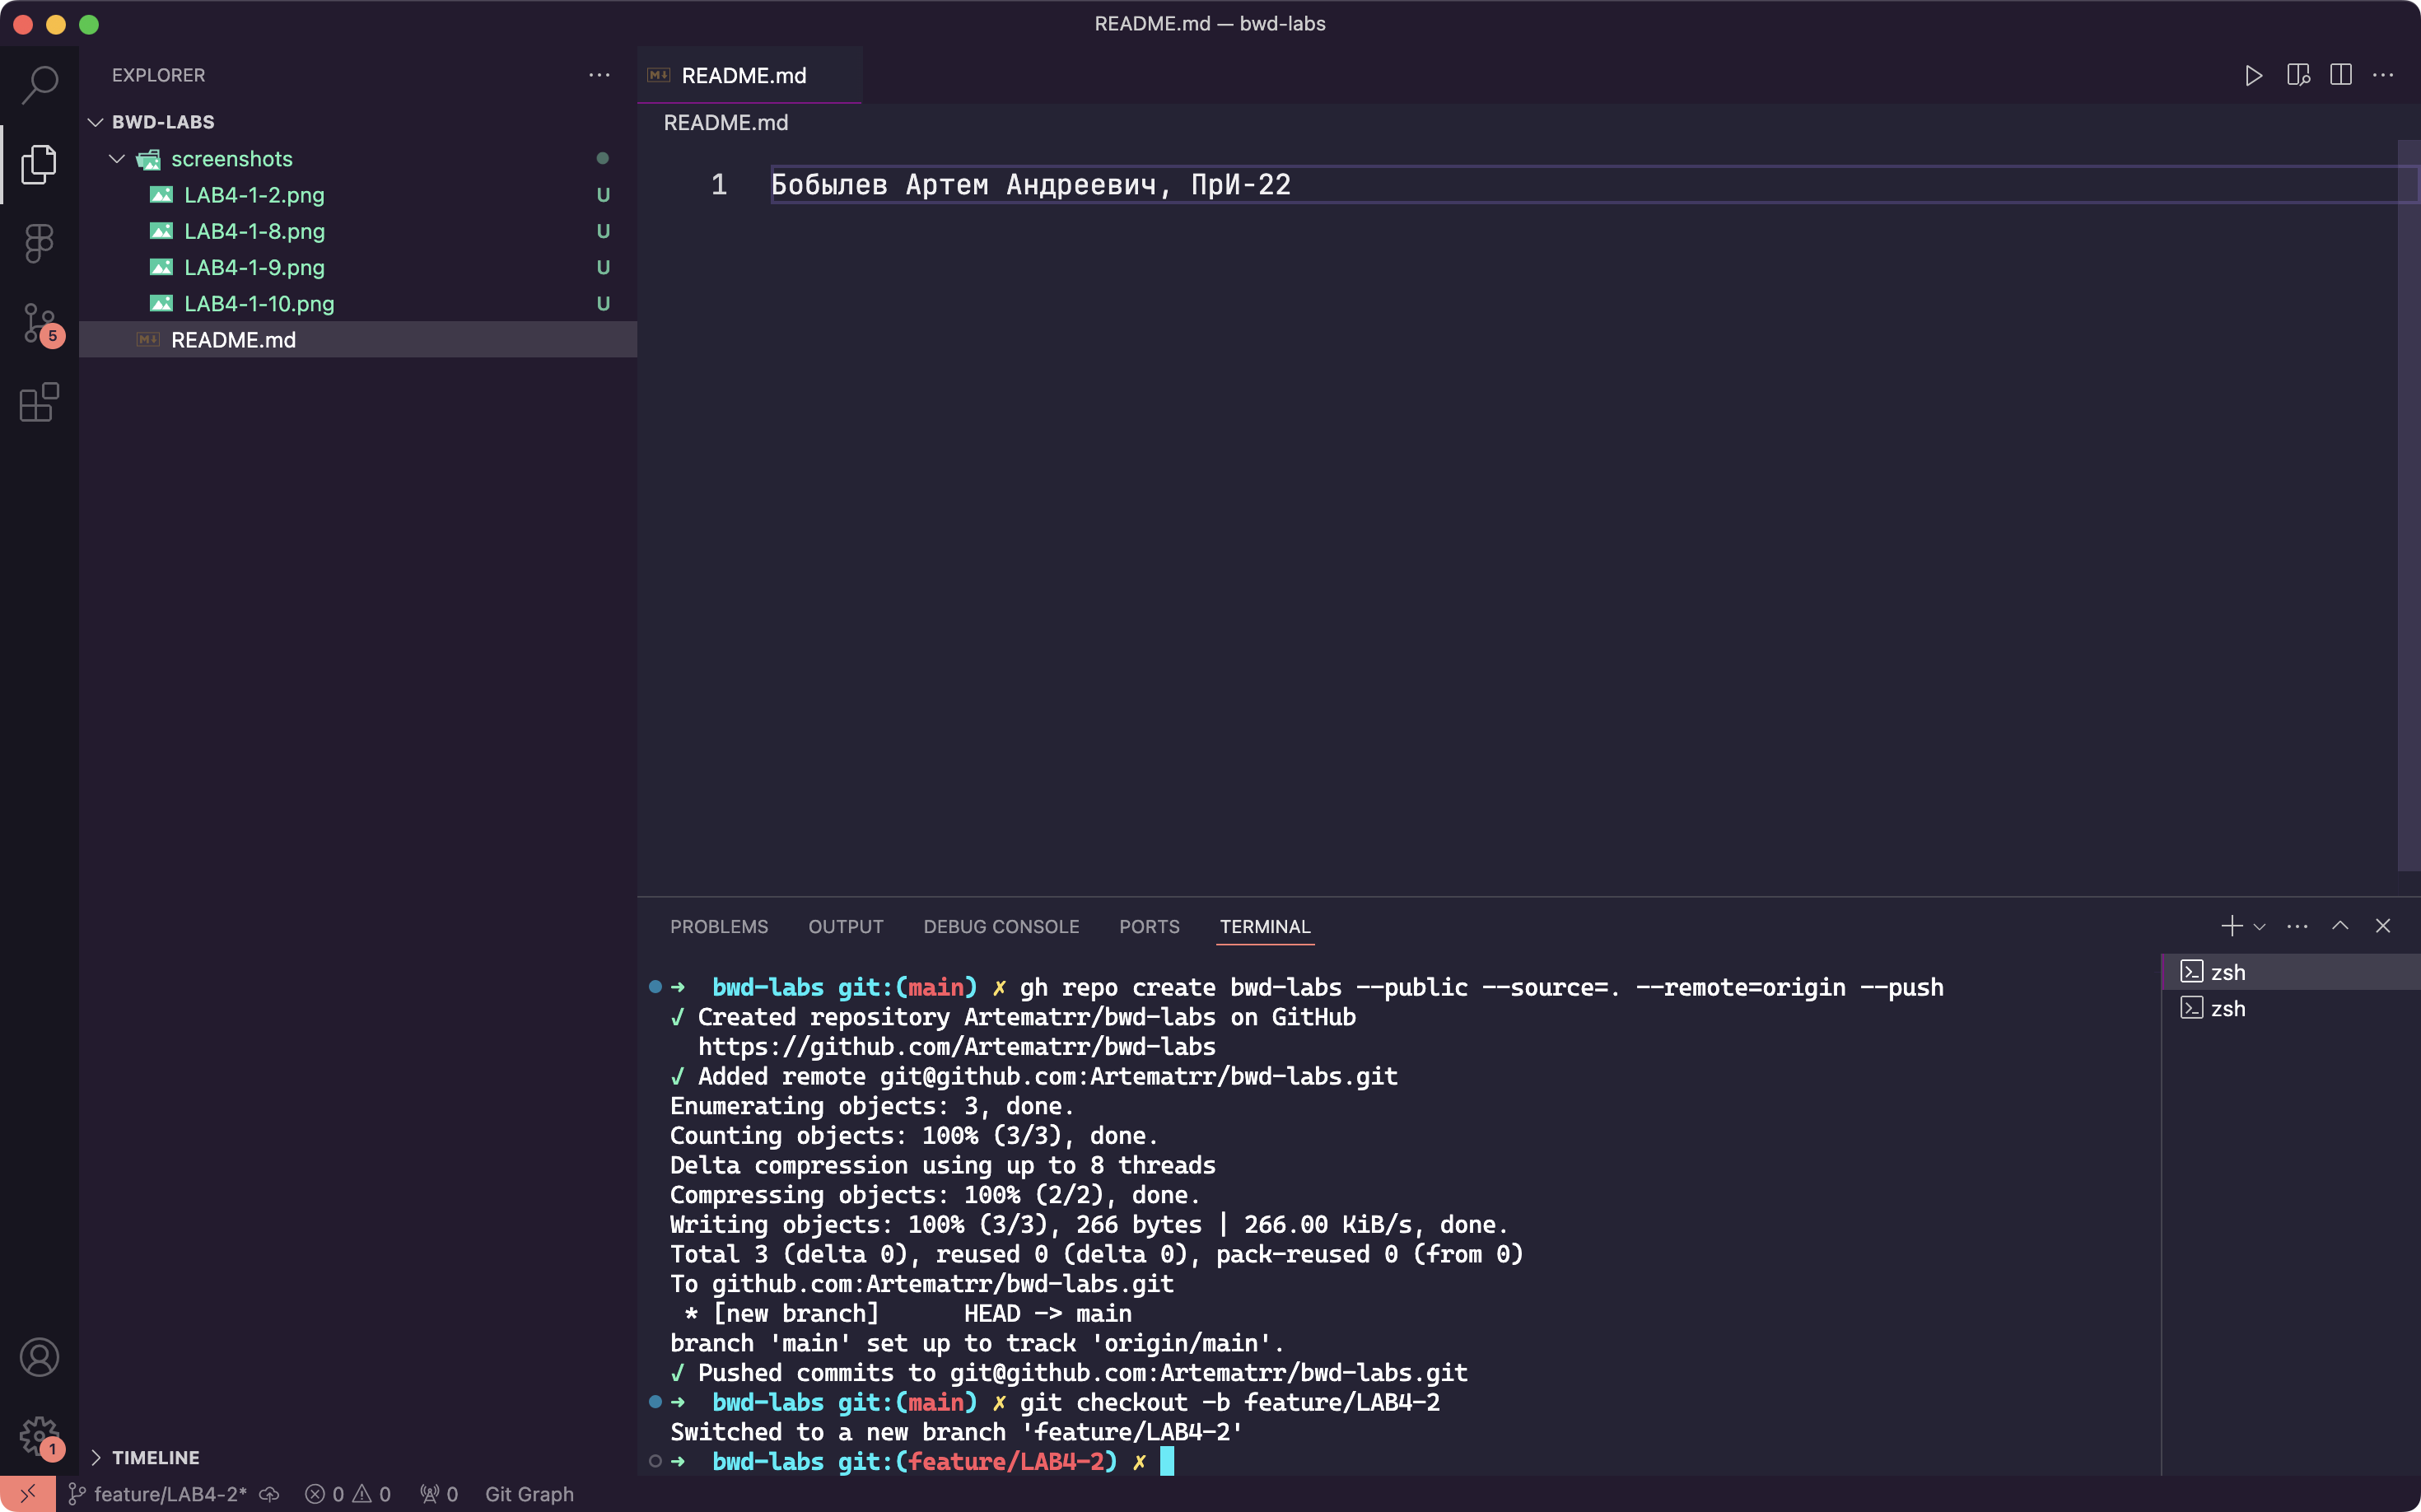 README.md — bwd-labs
EXPLORER
BWD-LABS
screenshots
LAB4-1-2.png U
LAB4-1-8.png U
LAB4-1-9.png U
LAB4-1-10.png U
README.md
5
1
TIMELINE
README.md
README.md
1 Бобылев Артем Андреевич, ПрИ-22
PROBLEMS OUTPUT DEBUG CONSOLE PORTS TERMINAL
➜ bwd-labs git:(main) ✗ gh repo create bwd-labs --public --source=. --remote=origin --push
✓ Created repository Artematrr/bwd-labs on GitHub
https://github.com/Artematrr/bwd-labs
✓ Added remote git@github.com:Artematrr/bwd-labs.git
Enumerating objects: 3, done.
Counting objects: 100% (3/3), done.
Delta compression using up to 8 threads
Compressing objects: 100% (2/2), done.
Writing objects: 100% (3/3), 266 bytes | 266.00 KiB/s, done.
Total 3 (delta 0), reused 0 (delta 0), pack-reused 0 (from 0)
To github.com:Artematrr/bwd-labs.git
* [new branch] HEAD -> main
branch 'main' set up to track 'origin/main'.
✓ Pushed commits to git@github.com:Artematrr/bwd-labs.git
➜ bwd-labs git:(main) ✗ git checkout -b feature/LAB4-2
Switched to a new branch 'feature/LAB4-2'
➜ bwd-labs git:(feature/LAB4-2) ✗
zsh
zsh
feature/LAB4-2* 0 0 0 Git Graph